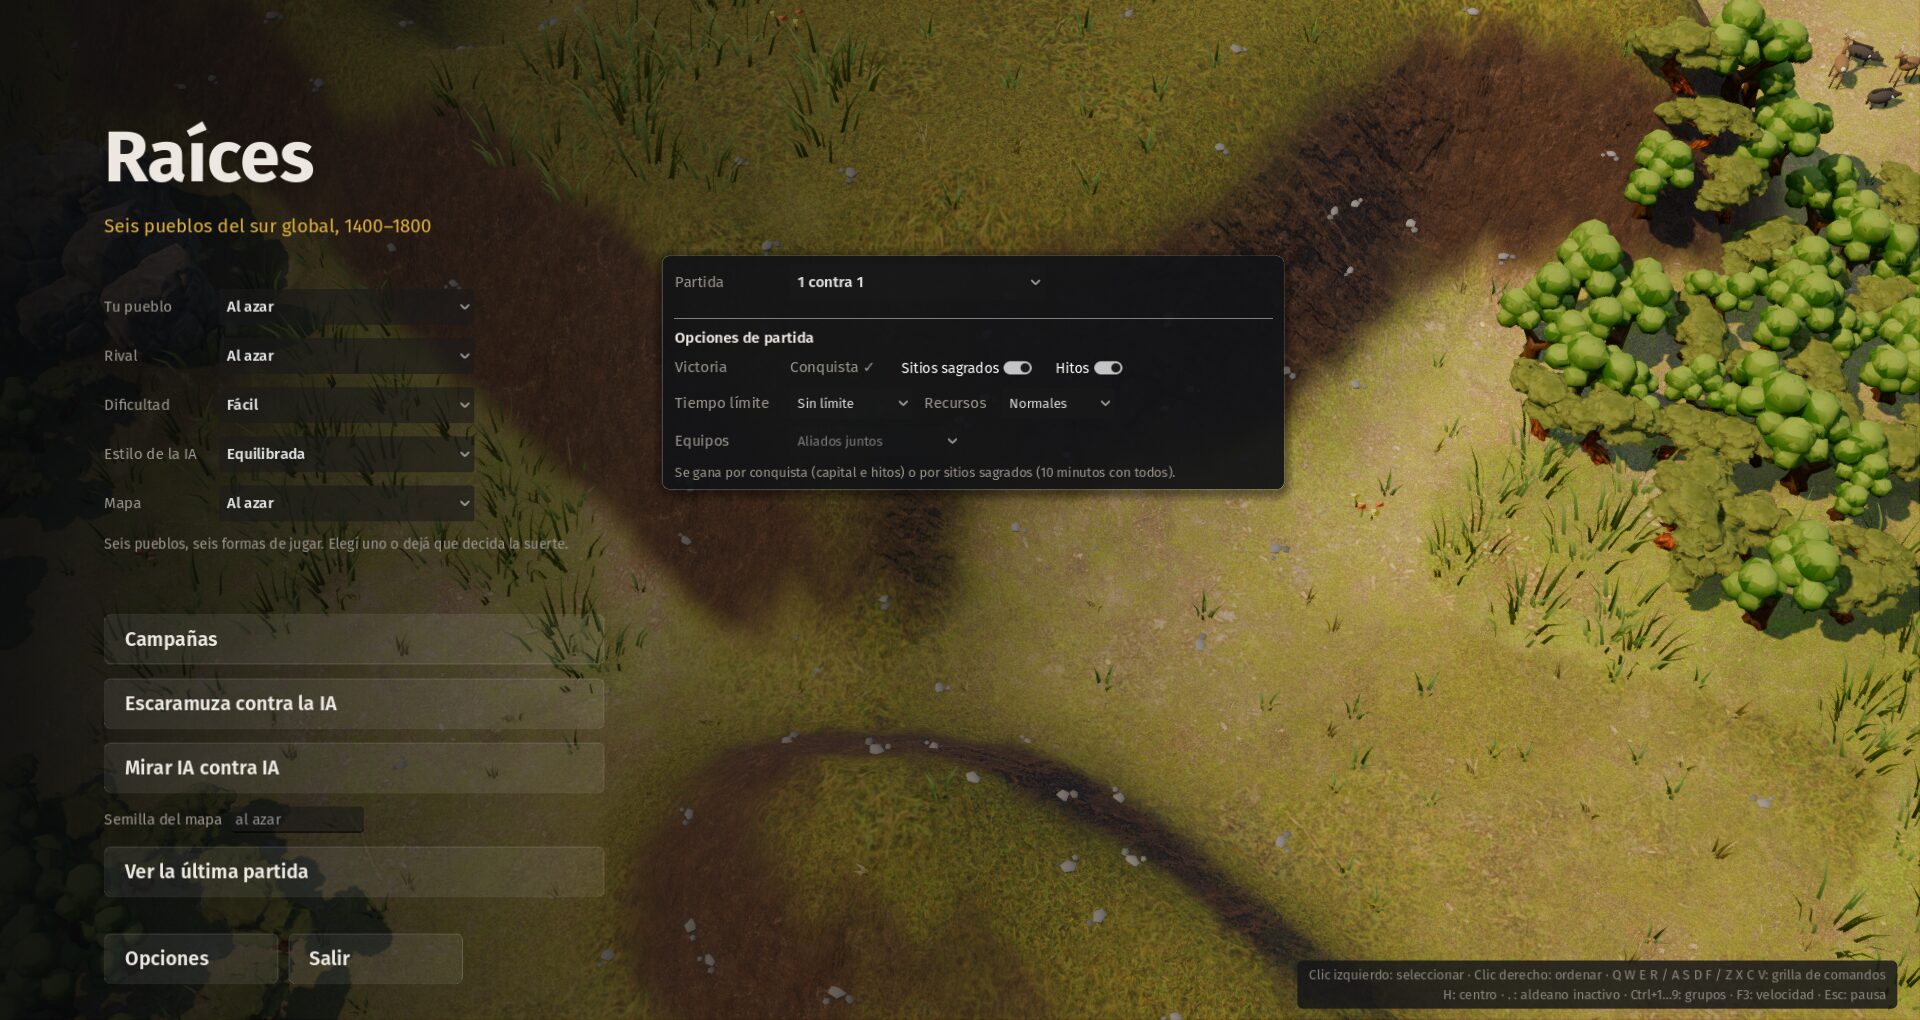 Raíces
Seis pueblos del sur global, 1400–1800
Tu pueblo Al azar
Rival Al azar
Dificultad Fácil
Estilo de la IA Equilibrada
Mapa Al azar
Seis pueblos, seis formas de jugar. Elegí uno o dejá que decida la suerte.
Campañas
Escaramuza contra la IA
Mirar IA contra IA
Semilla del mapa al azar
Ver la última partida
Opciones Salir
Partida 1 contra 1
Opciones de partida
Victoria Conquista ✓ Sitios sagrados Hitos
Tiempo límite Sin límite Recursos Normales
Equipos Aliados juntos
Se gana por conquista (capital e hitos) o por sitios sagrados (10 minutos con todos).
Clic izquierdo: seleccionar · Clic derecho: ordenar · Q W E R / A S D F / Z X C V: grilla de comandos
H: centro · . : aldeano inactivo · Ctrl+1…9: grupos · F3: velocidad · Esc: pausa